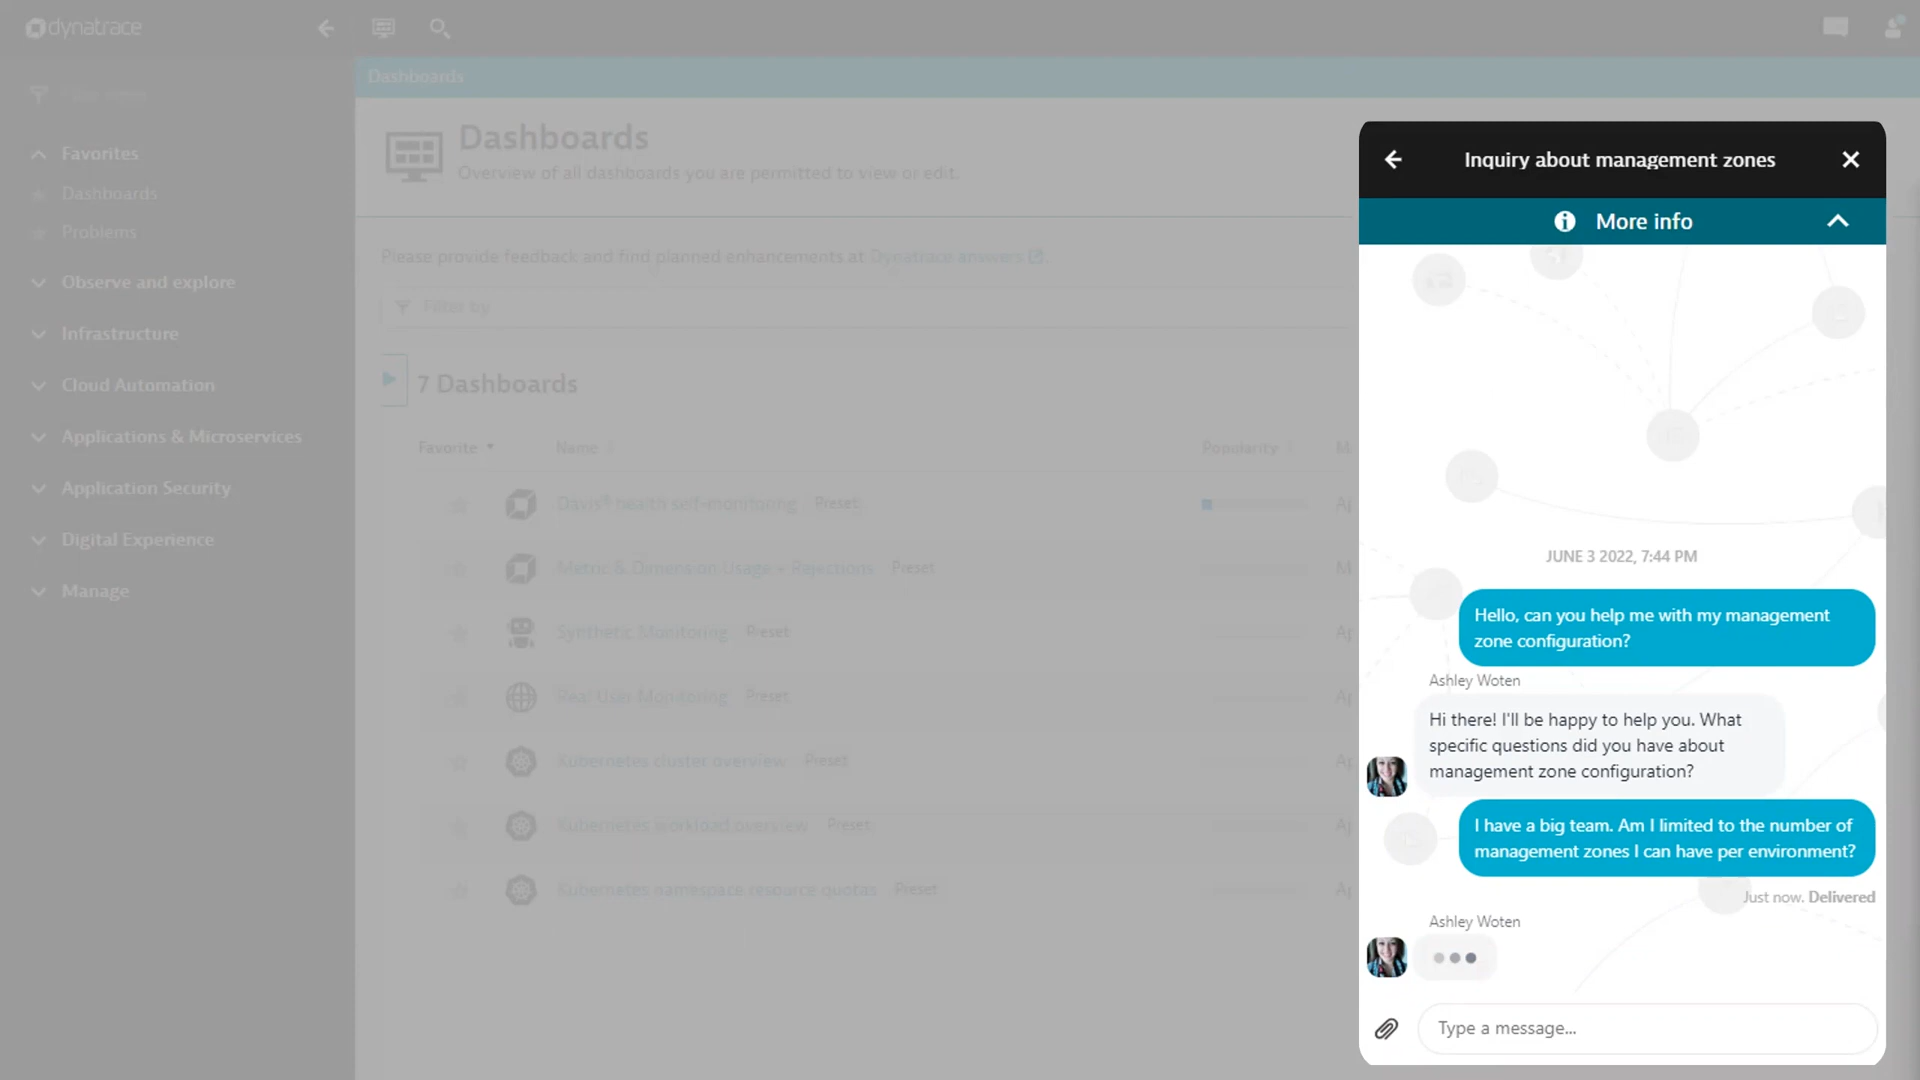 dynatrace
Dashboards
Favorites
Dashboards
Problems
Observe and explore
Infrastructure
Cloud Automation
Applications & Microservices
Application Security
Digital Experience
Manage
Dashboards
Overview of all dashboards you are permitted to view or edit.
Please provide feedback and find planned enhancements at Dynatrace answers.
Filter by
7 Dashboards
Favorite Name Popularity
Davis® health self-monitoring Preset
Metric & Dimension Usage + Rejections Preset
Synthetic Monitoring Preset
Real User Monitoring Preset
Kubernetes cluster overview Preset
Kubernetes workload overview Preset
Kubernetes namespace resource quotas Preset
Inquiry about management zones
More info
JUNE 3 2022, 7:44 PM
Hello, can you help me with my management
zone configuration?
Ashley Woten
Hi there! I'll be happy to help you. What
specific questions did you have about
management zone configuration?
I have a big team. Am I limited to the number of
management zones I can have per environment?
Just now. Delivered
Ashley Woten
Type a message...